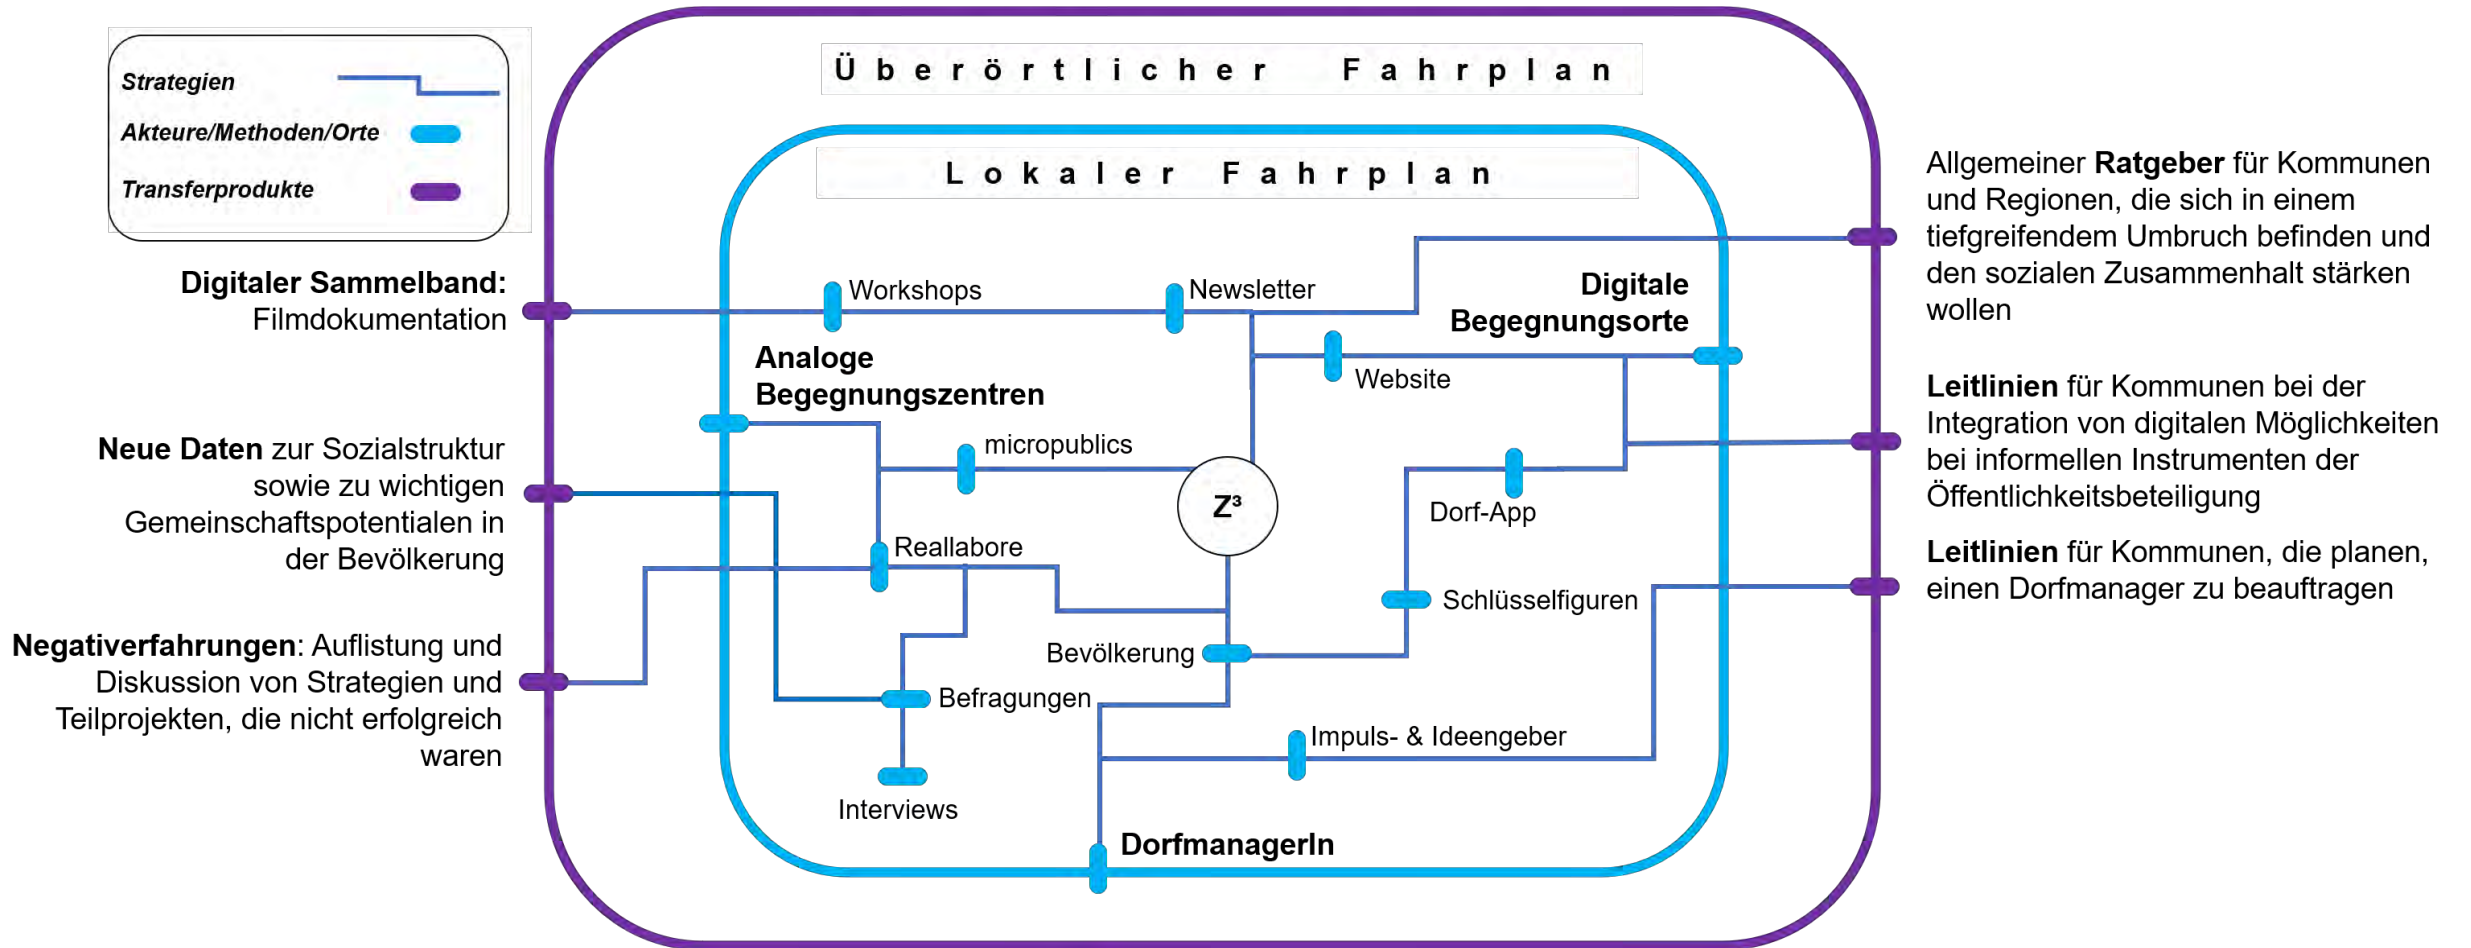 Strategien
Akteure/Methoden/Orte
Transferprodukte
Überörtlicher Fahrplan
Lokaler Fahrplan
Digitaler Sammelband:
Filmdokumentation
Neue Daten zur Sozialstruktur
sowie zu wichtigen
Gemeinschaftspotentialen in
der Bevölkerung
Negativerfahrungen: Auflistung und
Diskussion von Strategien und
Teilprojekten, die nicht erfolgreich
waren
Workshops
Newsletter
Digitale
Begegnungsorte
Website
Analoge
Begegnungszentren
micropublics
Z³
Dorf-App
Reallabore
Schlüsselfiguren
Bevölkerung
Befragungen
Impuls- & Ideengeber
Interviews
DorfmanagerIn
Allgemeiner Ratgeber für Kommunen
und Regionen, die sich in einem
tiefgreifendem Umbruch befinden und
den sozialen Zusammenhalt stärken
wollen
Leitlinien für Kommunen bei der
Integration von digitalen Möglichkeiten
bei informellen Instrumenten der
Öffentlichkeitsbeteiligung
Leitlinien für Kommunen, die planen,
einen Dorfmanager zu beauftragen